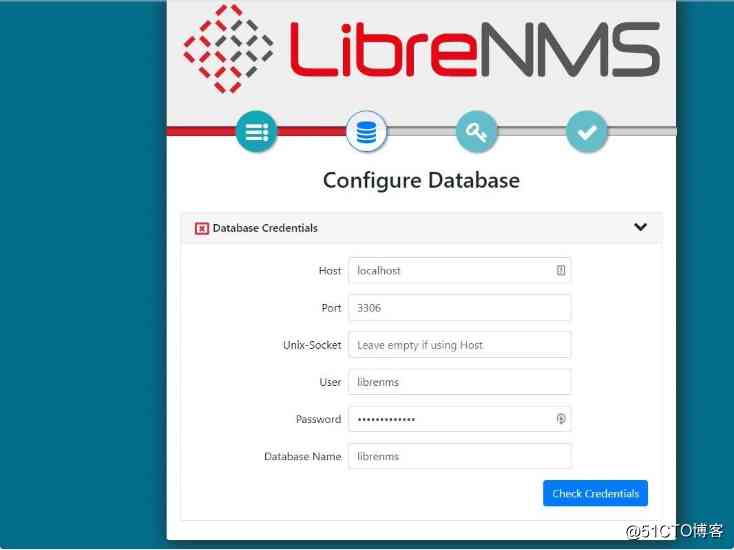 LibreNMS
Configure Database
Database Credentials
Host localhost
Port 3306
Unix-Socket Leave empty if using Host
User librenms
Password •••••••••••••
Database Name librenms
Check Credentials
@51CTO博客